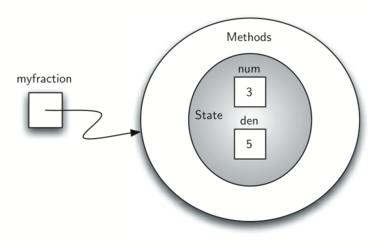 Methods
num
myfraction
3
State
den
5